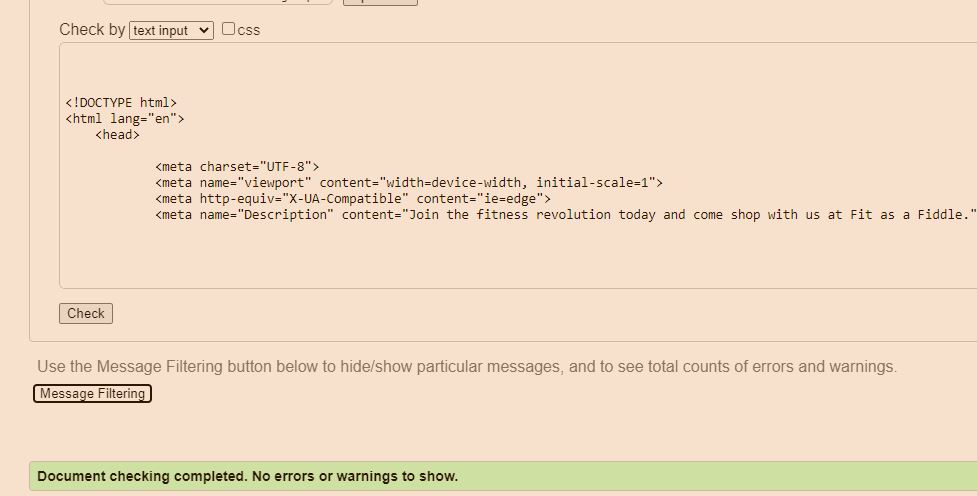 Check by text input css
<!DOCTYPE html>
<html lang="en">
<head>
<meta charset="UTF-8">
<meta name="viewport" content="width=device-width, initial-scale=1">
<meta http-equiv="X-UA-Compatible" content="ie=edge">
<meta name="Description" content="Join the fitness revolution today and come shop with us at Fit as a Fiddle."
Check
Use the Message Filtering button below to hide/show particular messages, and to see total counts of errors and warnings.
Message Filtering
Document checking completed. No errors or warnings to show.